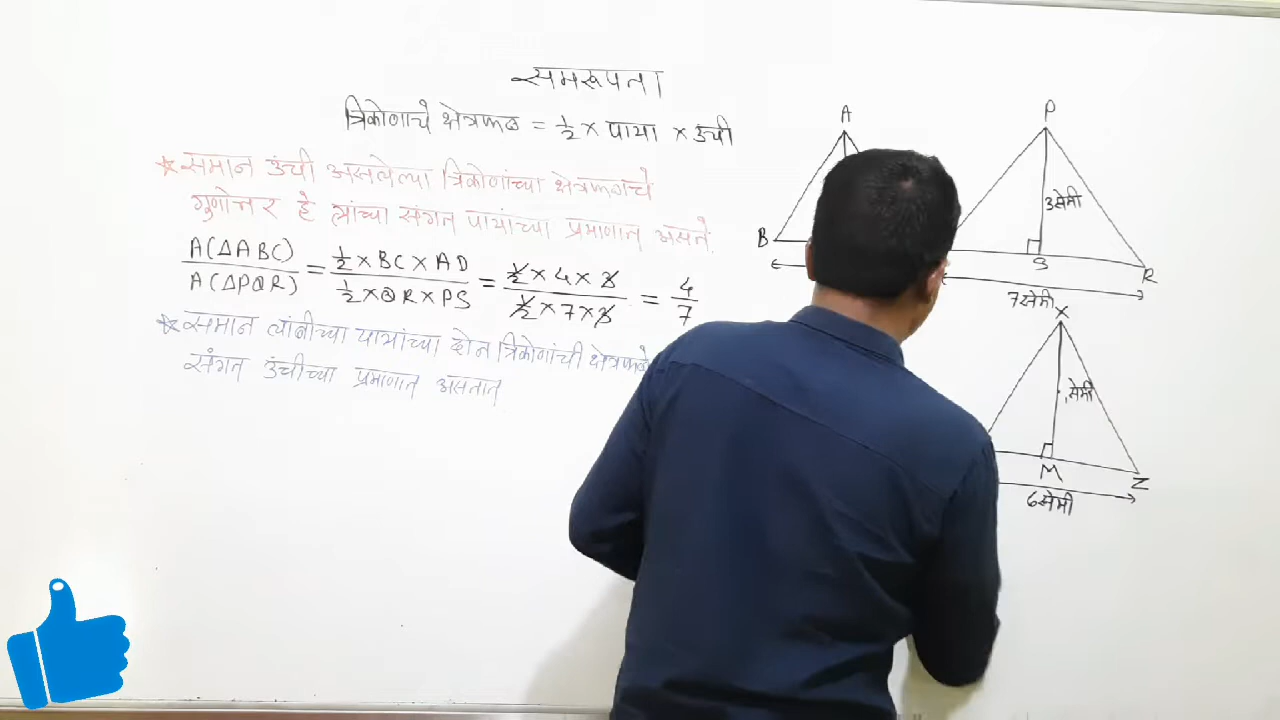 समरूपता
त्रिकोणाचे क्षेत्रफळ = 1/2 × पाया × उंची
* समान उंची असलेल्या त्रिकोणांच्या क्षेत्रफळाचे
गुणोत्तर हे त्यांच्या संगत पायांच्या प्रमाणात असते.
A(ΔABC)/A(ΔPQR) = 1/2 × BC × AD / 1/2 × QR × PS = 1/2 × 4 × 3 / 1/2 × 7 × 3 = 4/7
* समान लांबीच्या पायांच्या दोन त्रिकोणांची क्षेत्रफळे
संगत उंचीच्या प्रमाणात असतात
A
B
P
3सेमी
S
R
7सेमी
X
सेमी
M
Z
6सेमी